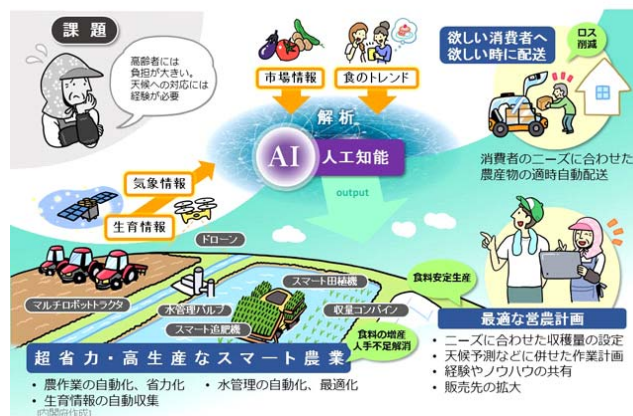 課題
高齢者には
負担が大きい。
天候への対応には
経験が必要
市場情報
食のトレンド
解析
AI 人工知能
output
気象情報
生育情報
欲しい消費者へ
欲しい時に配送
ロス
削減
消費者のニーズに合わせた
農産物の適時自動配送
ドローン
マルチロボットトラクタ
水管理バルブ
スマート追肥機
スマート田植機
収量コンバイン
食料安定生産
食料の増産
人手不足解消
超省力・高生産なスマート農業
・ 農作業の自動化、省力化
・ 水管理の自動化、最適化
・ 生育情報の自動収集
[内閣府作成]
最適な営農計画
• ニーズに合わせた収穫量の設定
• 天候予測などに併せた作業計画
• 経験やノウハウの共有
• 販売先の拡大